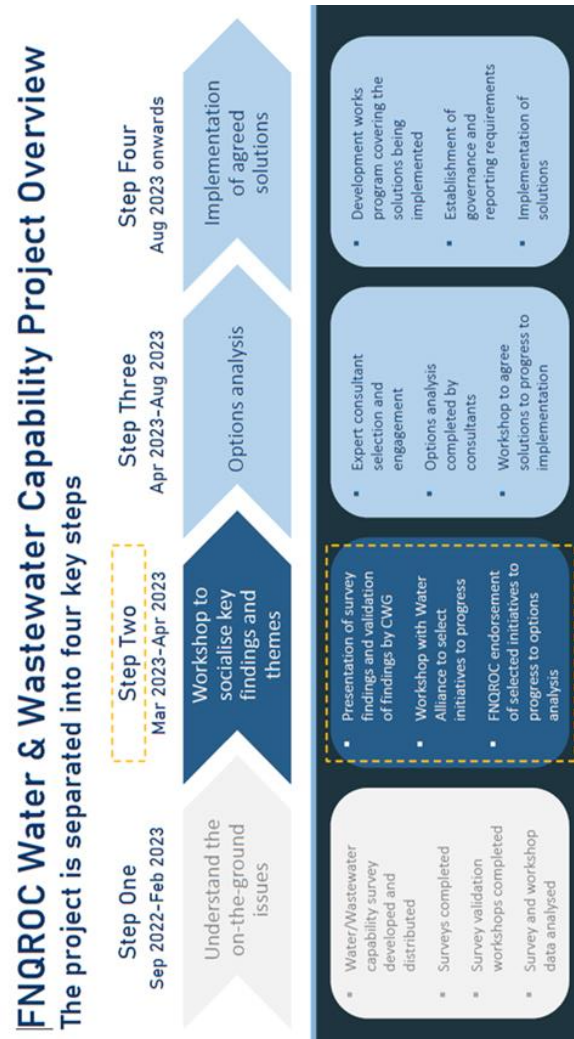 FNQROC Water & Wastewater Capability Project Overview
The project is separated into four key steps
Step One
Sep 2022–Feb 2023
Understand the
on-the-ground
issues
▪ Water/Wastewater
capability survey
developed and
distributed
▪ Surveys completed
▪ Survey validation
workshops completed
▪ Survey and workshop
data analysed
Step Two
Mar 2023–Apr 2023
Workshop to
socialise key
findings and
themes
▪ Presentation of survey
findings and validation
of findings by CWG
▪ Workshop with Water
Alliance to select
initiatives to progress
▪ FNQROC endorsement
of selected initiatives to
progress to options
analysis
Step Three
Apr 2023–Aug 2023
Options analysis
▪ Expert consultant
selection and
engagement
▪ Options analysis
completed by
consultants
▪ Workshop to agree
solutions to progress to
implementation
Step Four
Aug 2023 onwards
Implementation
of agreed
solutions
▪ Development works
program covering the
solutions being
implemented
▪ Establishment of
governance and
reporting requirements
▪ Implementation of
solutions